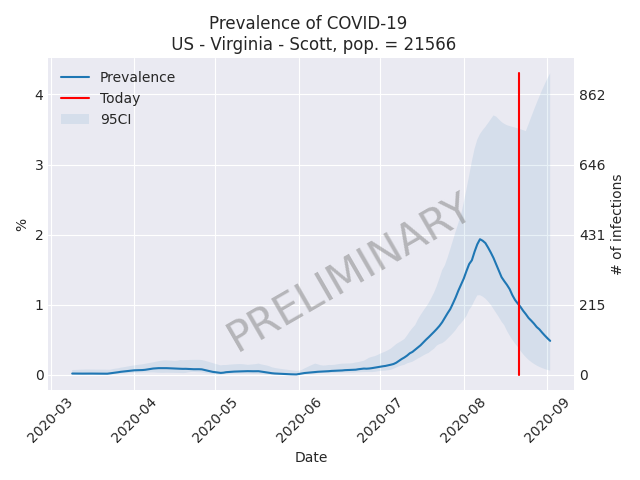 Prevalence of COVID-19
US - Virginia - Scott, pop. = 21566
Prevalence
Today
95CI
PRELIMINARY
%
4
3
2
1
0
862
646
431
215
0
# of infections
2020-03
2020-04
2020-05
2020-06
2020-07
2020-08
2020-09
Date